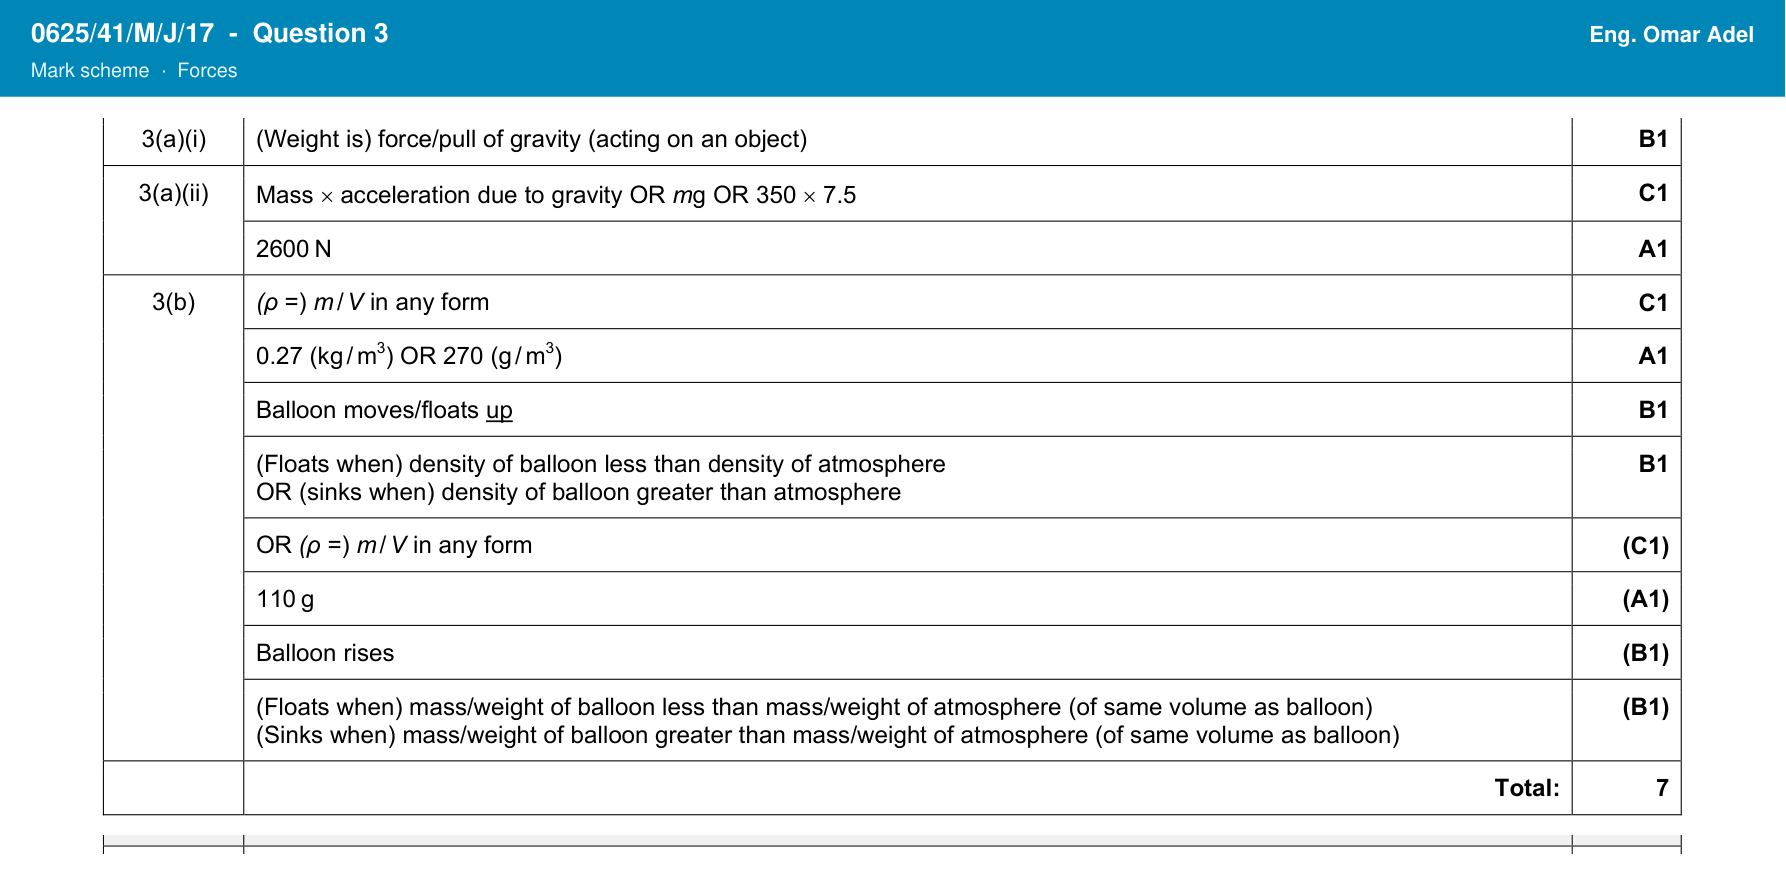 0625/41/M/J/17 - Question 3
Eng. Omar Adel
Mark scheme · Forces
3(a)(i) (Weight is) force/pull of gravity (acting on an object) B1
3(a)(ii) Mass × acceleration due to gravity OR mg OR 350 × 7.5 C1
2600 N A1
3(b) (ρ =) m / V in any form C1
0.27 (kg / m³) OR 270 (g / m³) A1
Balloon moves/floats up B1
(Floats when) density of balloon less than density of atmosphere B1
OR (sinks when) density of balloon greater than atmosphere
OR (ρ =) m / V in any form (C1)
110 g (A1)
Balloon rises (B1)
(Floats when) mass/weight of balloon less than mass/weight of atmosphere (of same volume as balloon) (B1)
(Sinks when) mass/weight of balloon greater than mass/weight of atmosphere (of same volume as balloon)
Total: 7